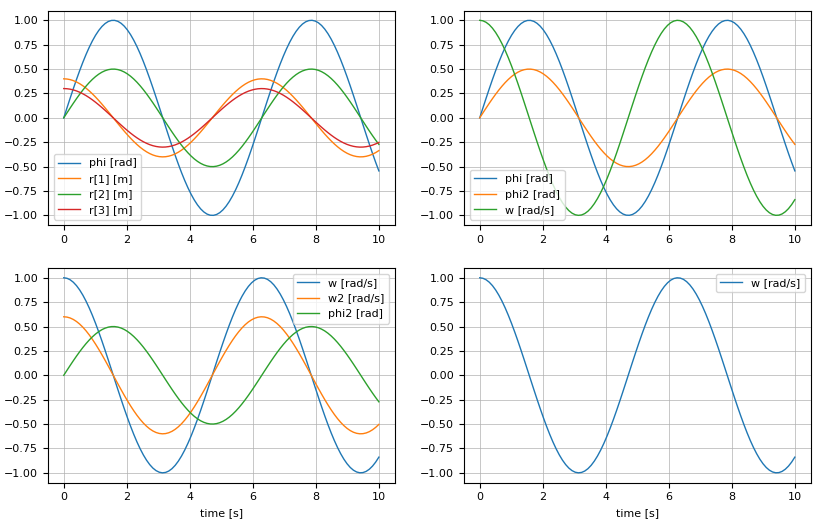 1.00
0.75
0.50
0.25
0.00
−0.25
−0.50
−0.75
−1.00
phi [rad]
r[1] [m]
r[2] [m]
r[3] [m]
0 2 4 6 8 10
1.00
0.75
0.50
0.25
0.00
−0.25
−0.50
−0.75
−1.00
phi [rad]
phi2 [rad]
w [rad/s]
0 2 4 6 8 10
1.00
0.75
0.50
0.25
0.00
−0.25
−0.50
−0.75
−1.00
w [rad/s]
w2 [rad/s]
phi2 [rad]
0 2 4 6 8 10
time [s]
1.00
0.75
0.50
0.25
0.00
−0.25
−0.50
−0.75
−1.00
w [rad/s]
0 2 4 6 8 10
time [s]